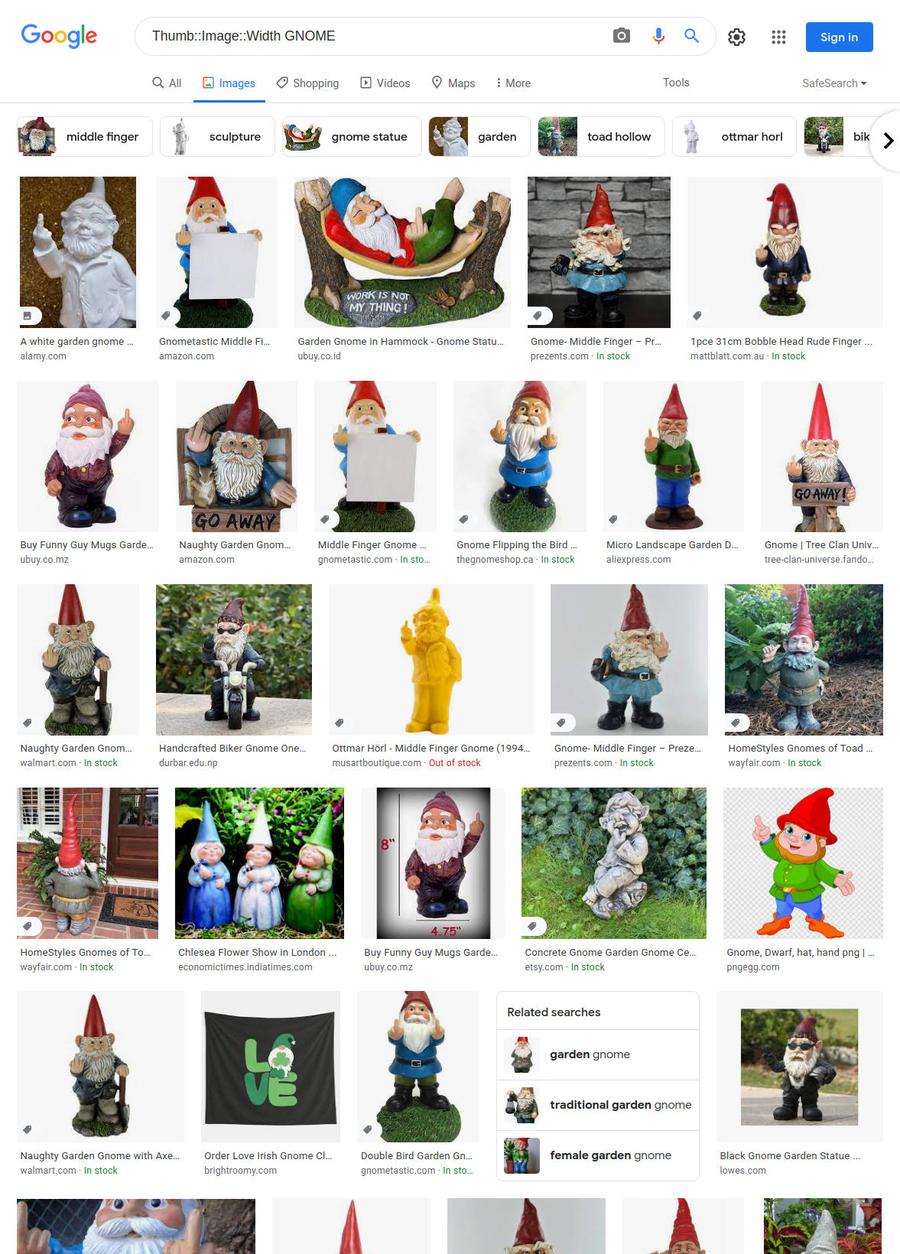 Google
Thumb::Image::Width GNOME
Sign in
All
Images
Shopping
Videos
Maps
More
Tools
SafeSearch
middle finger
sculpture
gnome statue
garden
toad hollow
ottmar horl
bik
WORK IS NOT
MY THING!
A white garden gnome ...
Gnometastic Middle Fi...
Garden Gnome in Hammock - Gnome Statu...
Gnome- Middle Finger – Pr...
1pce 31cm Bobble Head Rude Finger ...
alamy.com
amazon.com
ubuy.co.id
prezents.com · In stock
mattblatt.com.au · In stock
GO AWAY
GO AWAY!
Buy Funny Guy Mugs Garde...
Naughty Garden Gnom...
Middle Finger Gnome ...
Gnome Flipping the Bird ...
Micro Landscape Garden D...
Gnome | Tree Clan Univ...
ubuy.co.mz
amazon.com
gnometastic.com · In sto...
thegnomeshop.ca · In stock
aliexpress.com
tree-clan-universe.fando...
Naughty Garden Gnom...
Handcrafted Biker Gnome One...
Ottmar Hörl - Middle Finger Gnome (1994...
Gnome- Middle Finger – Preze...
HomeStyles Gnomes of Toad ...
walmart.com · In stock
durbar.edu.np
musartboutique.com · Out of stock
prezents.com · In stock
wayfair.com · In stock
8"
4.75"
HomeStyles Gnomes of To...
Chlesea Flower Show in London ...
Buy Funny Guy Mugs Garde...
Concrete Gnome Garden Gnome Ce...
Gnome, Dwarf, hat, hand png | ...
wayfair.com · In stock
economictimes.indiatimes.com
ubuy.co.mz
etsy.com · In stock
pngegg.com
LOVE
Related searches
garden gnome
traditional garden gnome
female garden gnome
Naughty Garden Gnome with Axe...
Order Love Irish Gnome Cl...
Double Bird Garden Gn...
Black Gnome Garden Statue ...
walmart.com · In stock
brightroomy.com
gnometastic.com · In sto...
lowes.com